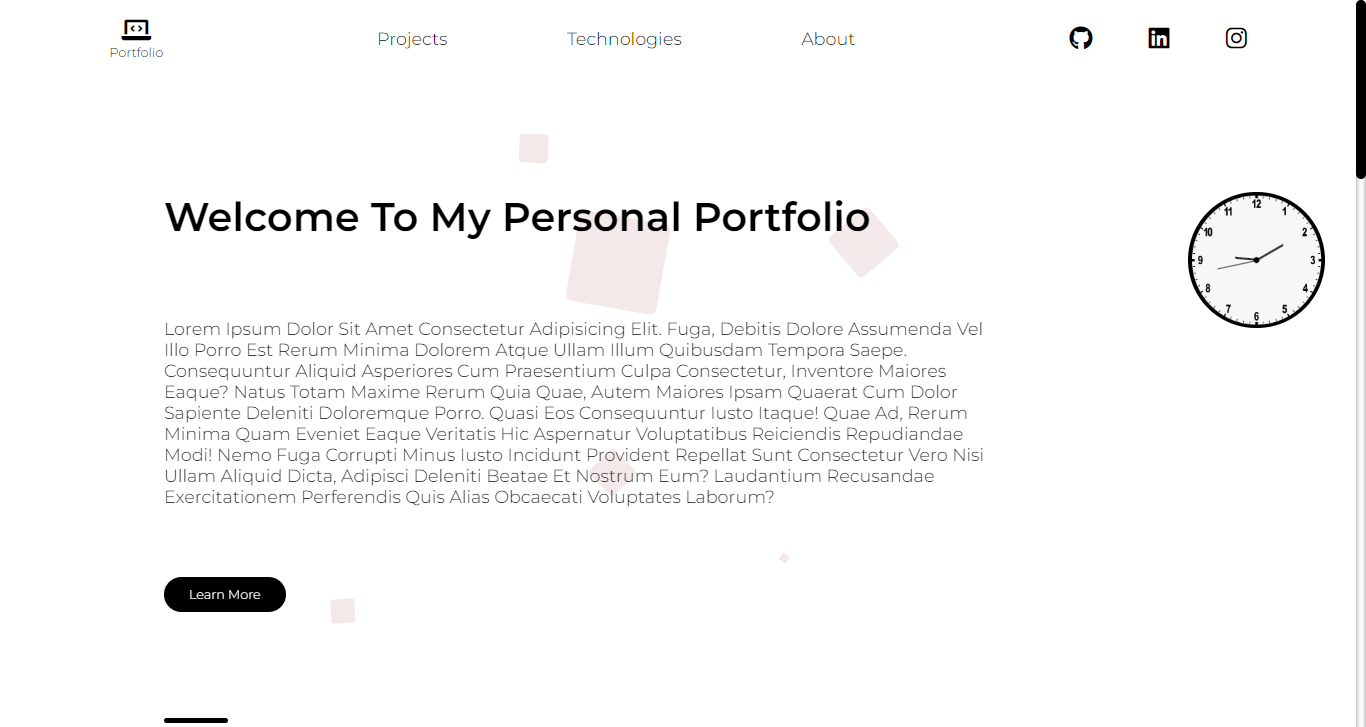 Portfolio
Projects
Technologies
About
Welcome To My Personal Portfolio
12
1
2
3
4
5
6
7
8
9
10
11
Lorem Ipsum Dolor Sit Amet Consectetur Adipisicing Elit. Fuga, Debitis Dolore Assumenda Vel
Illo Porro Est Rerum Minima Dolorem Atque Ullam Illum Quibusdam Tempora Saepe.
Consequuntur Aliquid Asperiores Cum Praesentium Culpa Consectetur, Inventore Maiores
Eaque? Natus Totam Maxime Rerum Quia Quae, Autem Maiores Ipsam Quaerat Cum Dolor
Sapiente Deleniti Doloremque Porro. Quasi Eos Consequuntur Iusto Itaque! Quae Ad, Rerum
Minima Quam Eveniet Eaque Veritatis Hic Aspernatur Voluptatibus Reiciendis Repudiandae
Modi! Nemo Fuga Corrupti Minus Iusto Incidunt Provident Repellat Sunt Consectetur Vero Nisi
Ullam Aliquid Dicta, Adipisci Deleniti Beatae Et Nostrum Eum? Laudantium Recusandae
Exercitationem Perferendis Quis Alias Obcaecati Voluptates Laborum?
Learn More